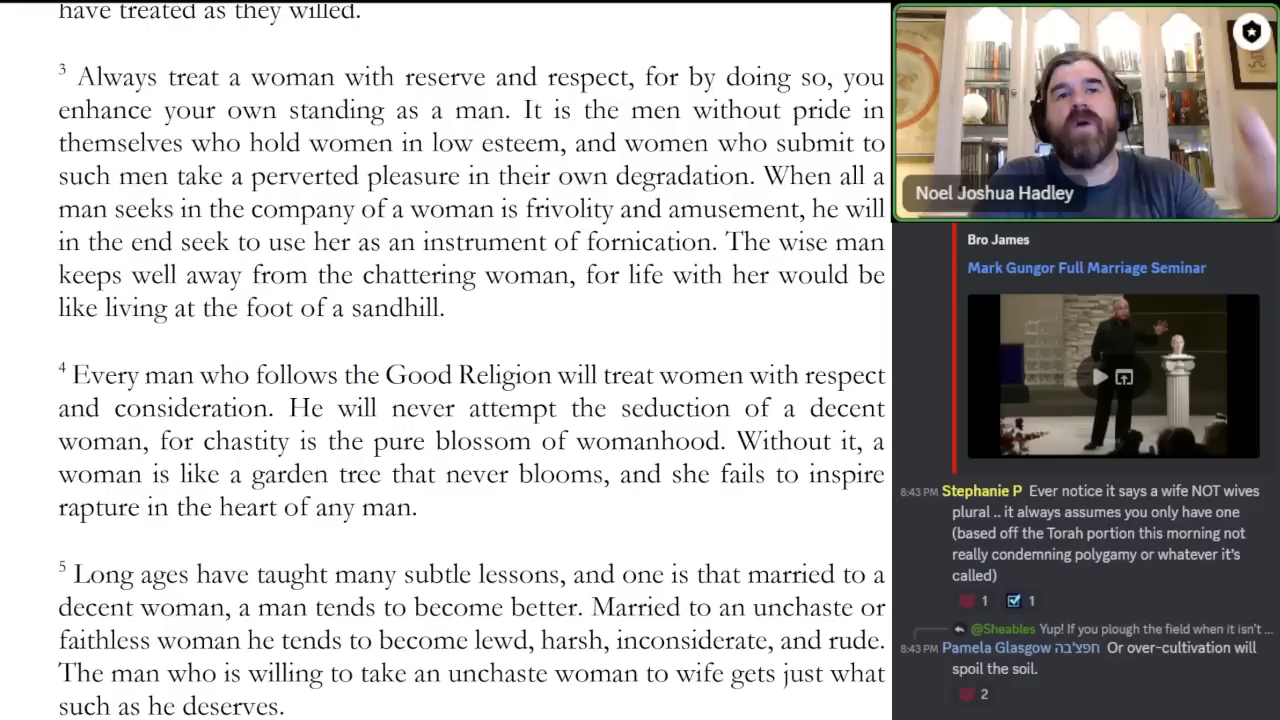 have treated as they willed.
3 Always treat a woman with reserve and respect, for by doing so, you
enhance your own standing as a man. It is the men without pride in
themselves who hold women in low esteem, and women who submit to
such men take a perverted pleasure in their own degradation. When all a
man seeks in the company of a woman is frivolity and amusement, he will
in the end seek to use her as an instrument of fornication. The wise man
keeps well away from the chattering woman, for life with her would be
like living at the foot of a sandhill.
4 Every man who follows the Good Religion will treat women with respect
and consideration. He will never attempt the seduction of a decent
woman, for chastity is the pure blossom of womanhood. Without it, a
woman is like a garden tree that never blooms, and she fails to inspire
rapture in the heart of any man.
5 Long ages have taught many subtle lessons, and one is that married to a
decent woman, a man tends to become better. Married to an unchaste or
faithless woman he tends to become lewd, harsh, inconsiderate, and rude.
The man who is willing to take an unchaste woman to wife gets just what
such as he deserves.
Noel Joshua Hadley
Bro James
Mark Gungor Full Marriage Seminar
8:43 PM Stephanie P Ever notice it says a wife NOT wives
plural .. it always assumes you only have one
(based off the Torah portion this morning not
really condemning polygamy or whatever it's
called)
1 1
@Sheables Yup! If you plough the field when it isn't ...
8:43 PM Pamela Glasgow חפצ'בה Or over-cultivation will
spoil the soil.
2